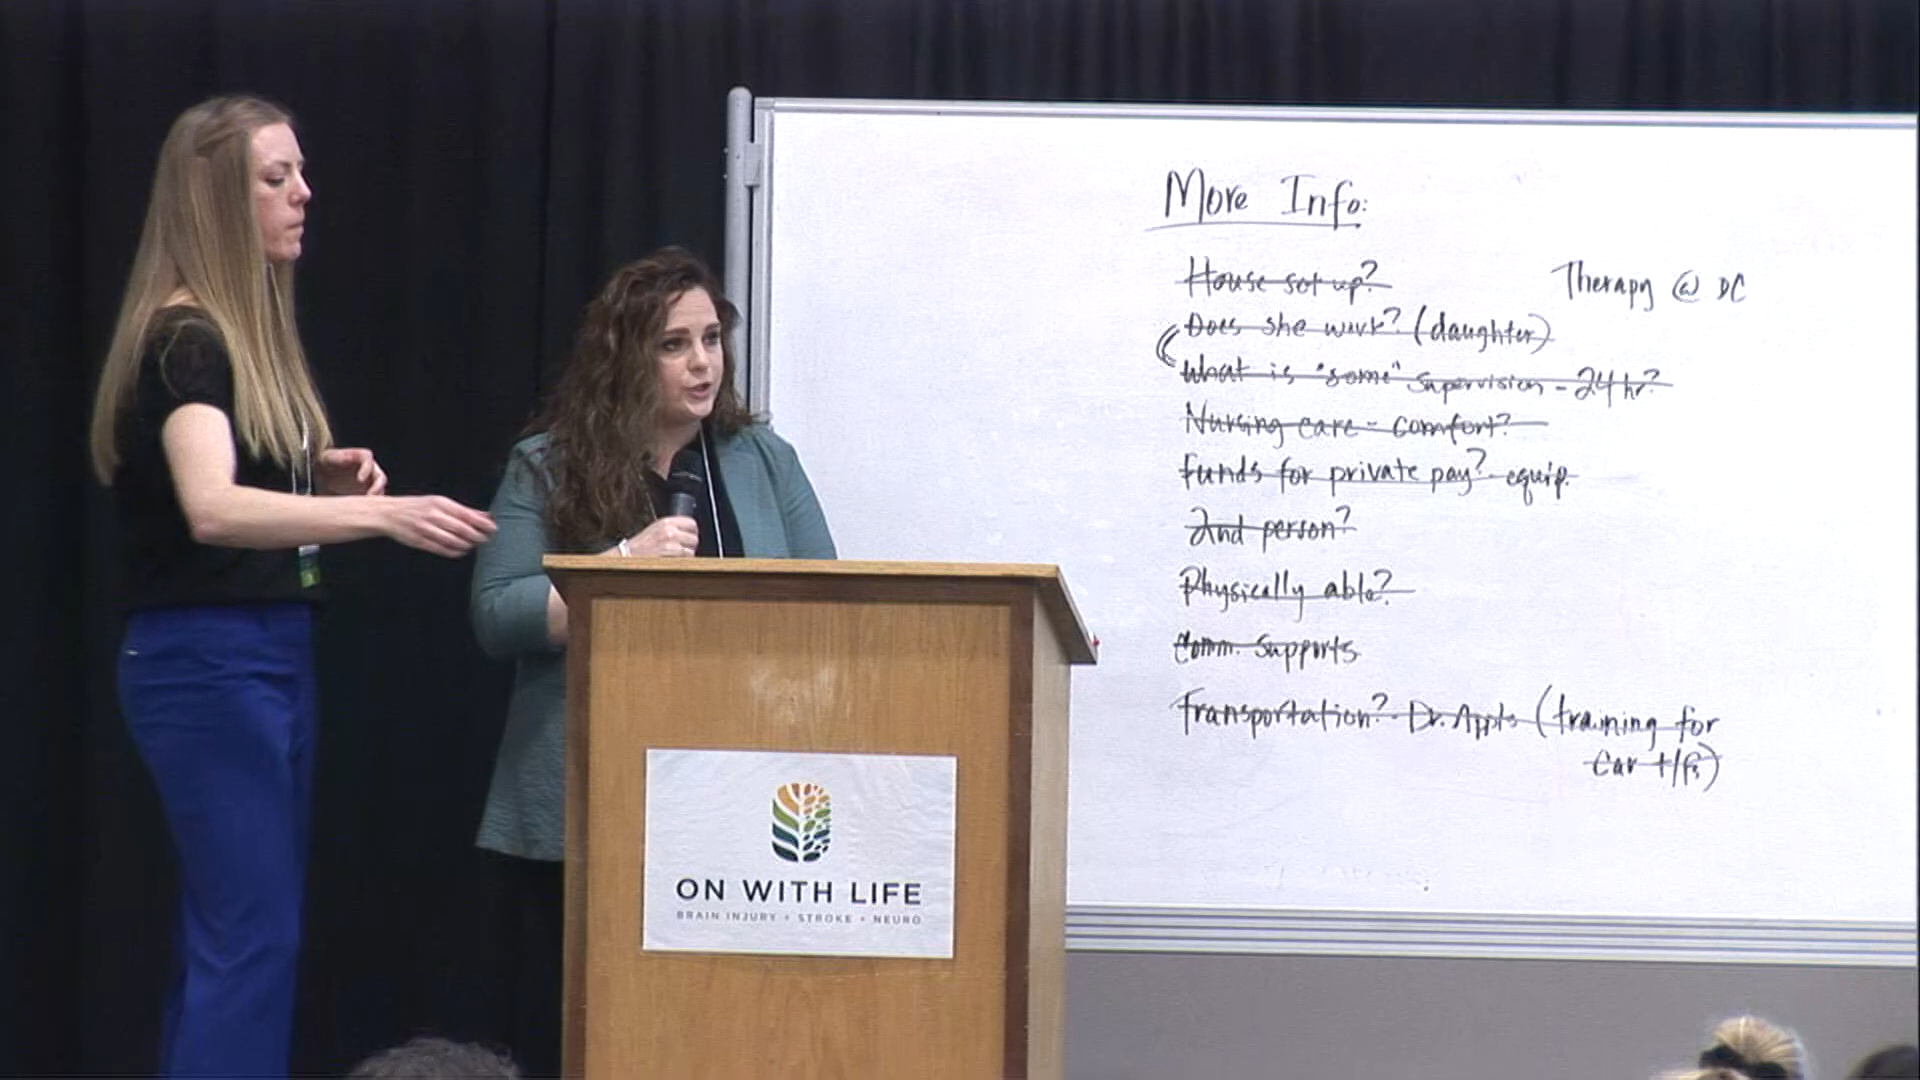 More Info:
House set up?
Therapy @ DC
Does she work? (daughter)
What is "some" supervision - 24 hr?
Nursing care - comfort?
Funds for private pay? - equip.
2nd person?
Physically able?
Comm. Supports
Transportation? - Dr. Appts (training for
car t/fs)
ON WITH LIFE
BRAIN INJURY • STROKE • NEURO